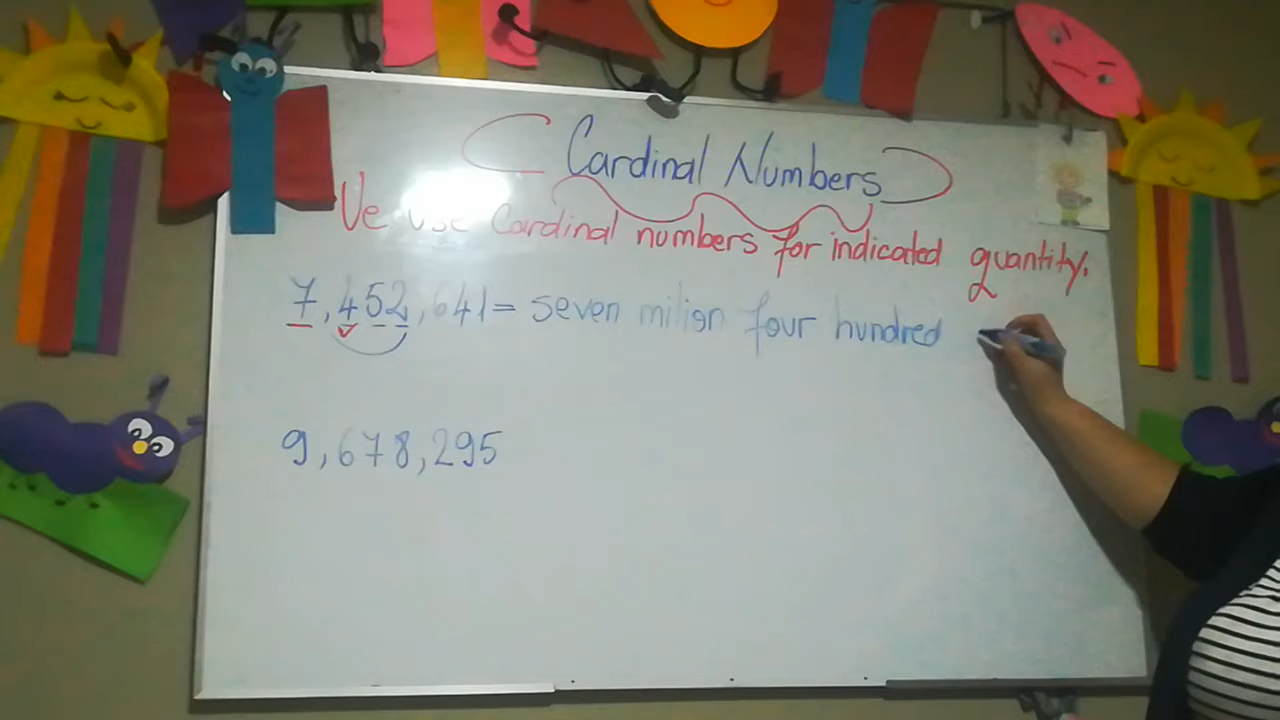 Cardinal Numbers
We use Cardinal numbers for indicated quantity.
7,452,641= seven milion four hundred
9,678,295